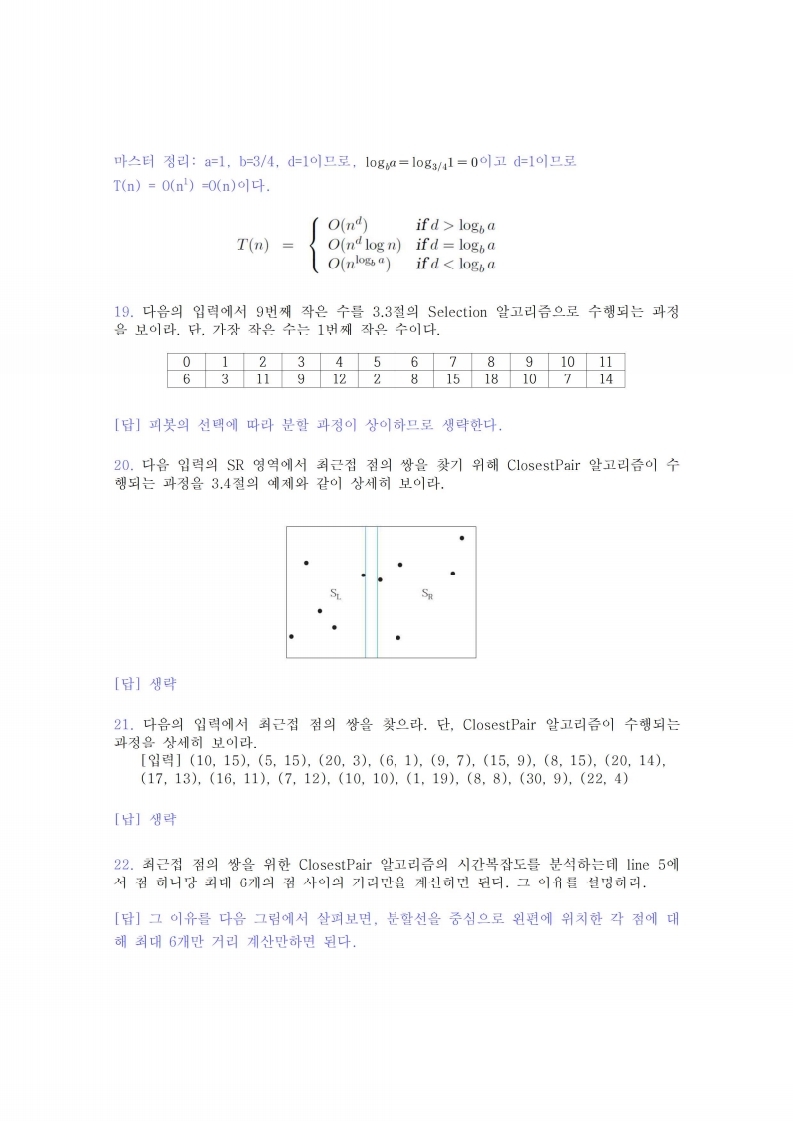 마스터 정리: a=1, b=3/4, d=1이므로, log_b a = log_{3/4} 1 = 0이고 d=1이므로
T(n) = O(n^1) =O(n)이다.
O(n^d) if d > log_b a
T(n) = { O(n^d log n) if d = log_b a
O(n^{log_b a}) if d < log_b a
19. 다음의 입력에서 9번째 작은 수를 3.3절의 Selection 알고리즘으로 수행되는 과정
을 보이라. 단, 가장 작은 수는 1번째 작은 수이다.
0 1 2 3 4 5 6 7 8 9 10 11
6 3 11 9 12 2 8 15 18 10 7 14
[답] 피봇의 선택에 따라 분할 과정이 상이하므로 생략한다.
20. 다음 입력의 SR 영역에서 최근접 점의 쌍을 찾기 위해 ClosestPair 알고리즘이 수
행되는 과정을 3.4절의 예제와 같이 상세히 보이라.
S_L S_R
[답] 생략
21. 다음의 입력에서 최근접 점의 쌍을 찾으라. 단, ClosestPair 알고리즘이 수행되는
과정을 상세히 보이라.
[입력] (10, 15), (5, 15), (20, 3), (6, 1), (9, 7), (15, 9), (8, 15), (20, 14),
(17, 13), (16, 11), (7, 12), (10, 10), (1, 19), (8, 8), (30, 9), (22, 4)
[답] 생략
22. 최근접 점의 쌍을 위한 ClosestPair 알고리즘의 시간복잡도를 분석하는데 line 5에
서 점 하나당 최대 6개의 점 사이의 거리만을 계산하면 된다. 그 이유를 설명하라.
[답] 그 이유를 다음 그림에서 살펴보면, 분할선을 중심으로 왼편에 위치한 각 점에 대
해 최대 6개만 거리 계산만하면 된다.